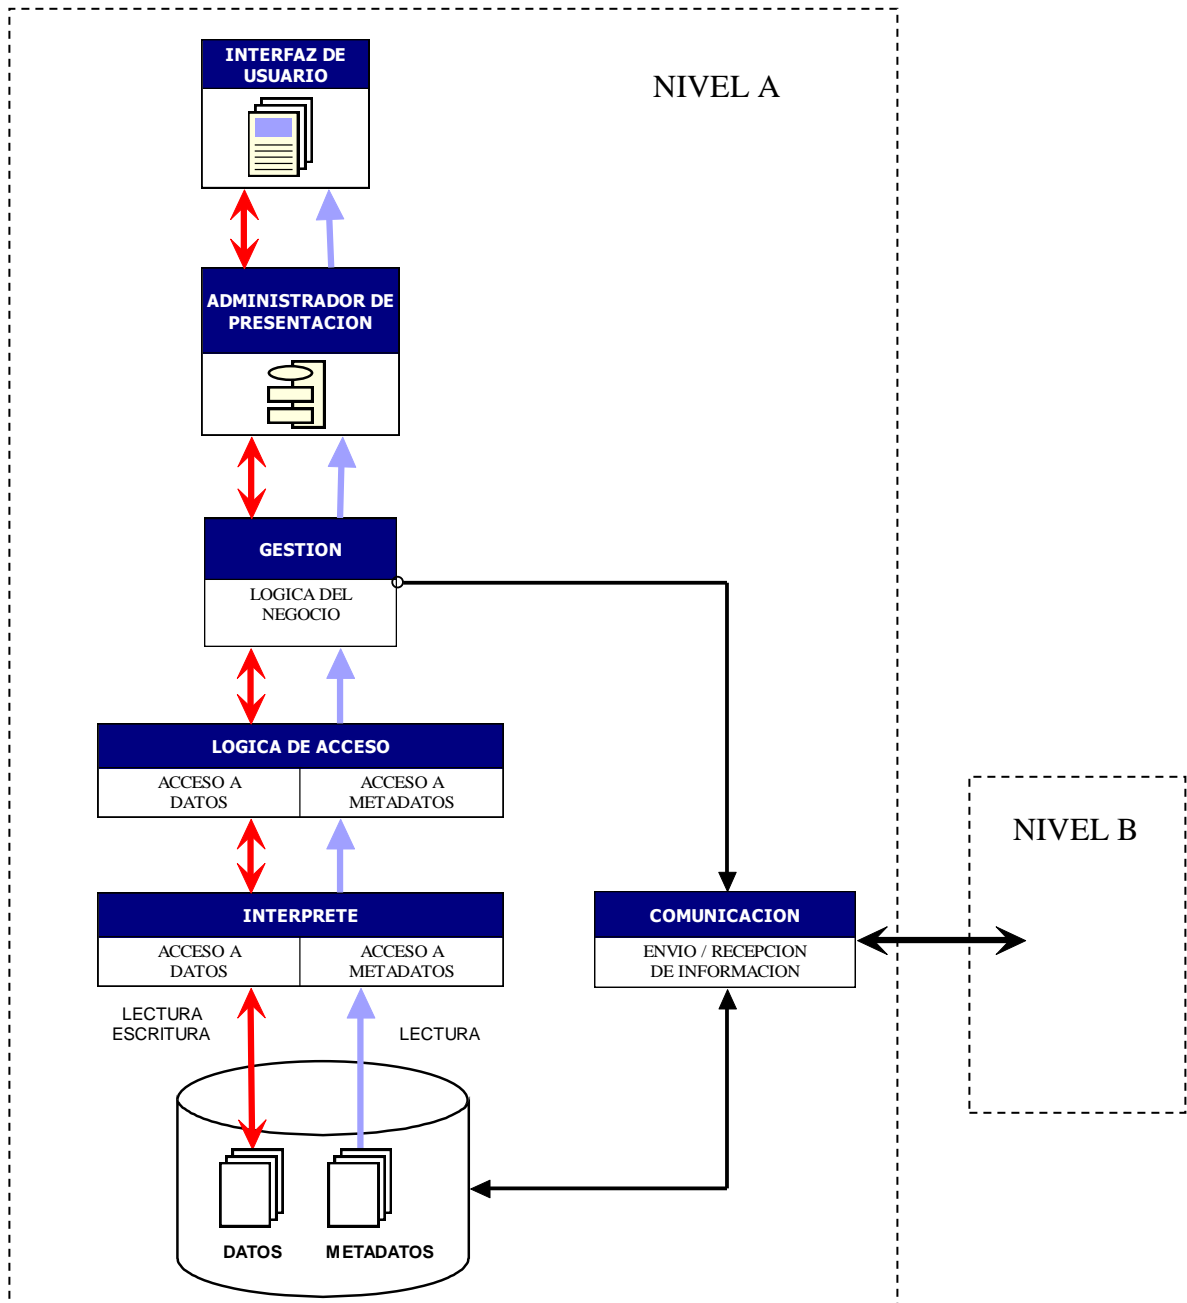 INTERFAZ DE
USUARIO
NIVEL A
ADMINISTRADOR DE
PRESENTACION
GESTION
LOGICA DEL
NEGOCIO
LOGICA DE ACCESO
ACCESO A
DATOS
ACCESO A
METADATOS
NIVEL B
INTERPRETE
ACCESO A
DATOS
ACCESO A
METADATOS
COMUNICACION
ENVIO / RECEPCION
DE INFORMACION
LECTURA
ESCRITURA
LECTURA
DATOS
METADATOS